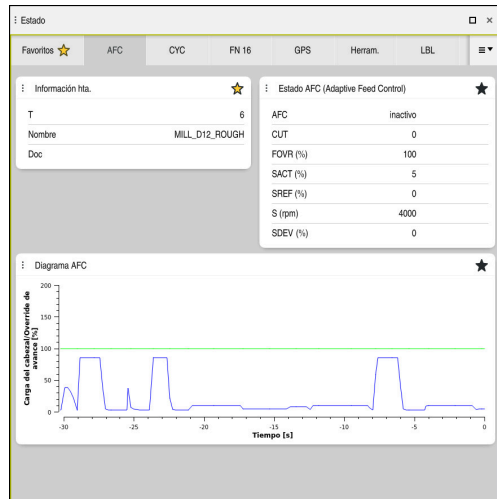 Estado
Favoritos AFC CYC FN 16 GPS Herram. LBL
Información hta.
T 6
Nombre MILL_D12_ROUGH
Doc
Estado AFC (Adaptive Feed Control)
AFC inactivo
CUT 0
FOVR (%) 100
SACT (%) 5
SREF (%) 0
S (rpm) 4000
SDEV (%) 0
Diagrama AFC
Carga del cabezal/Override de
avance [%]
200
150
100
50
0
-30 -25 -20 -15 -10 -5 0
Tiempo [s]